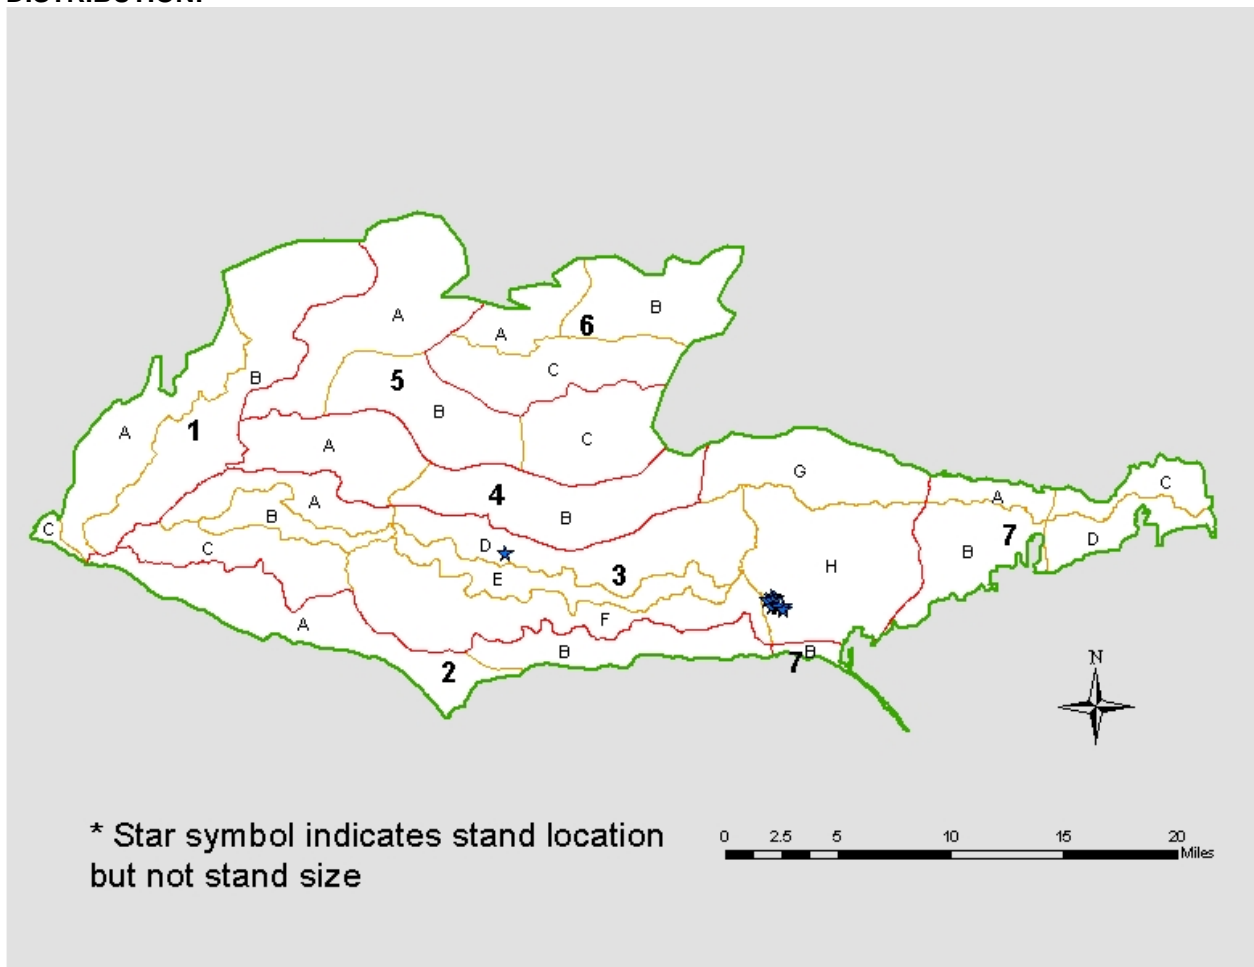 DISTRIBUTION:
A
B
A
6
B
C
5
B
B
A
1
A
C
A
4
G
C
A
B
A
C
B
7
D
C
D
B
H
E
3
F
A
B
B
2
7
N
* Star symbol indicates stand location
but not stand size
0 2.5 5 10 15 20
Miles